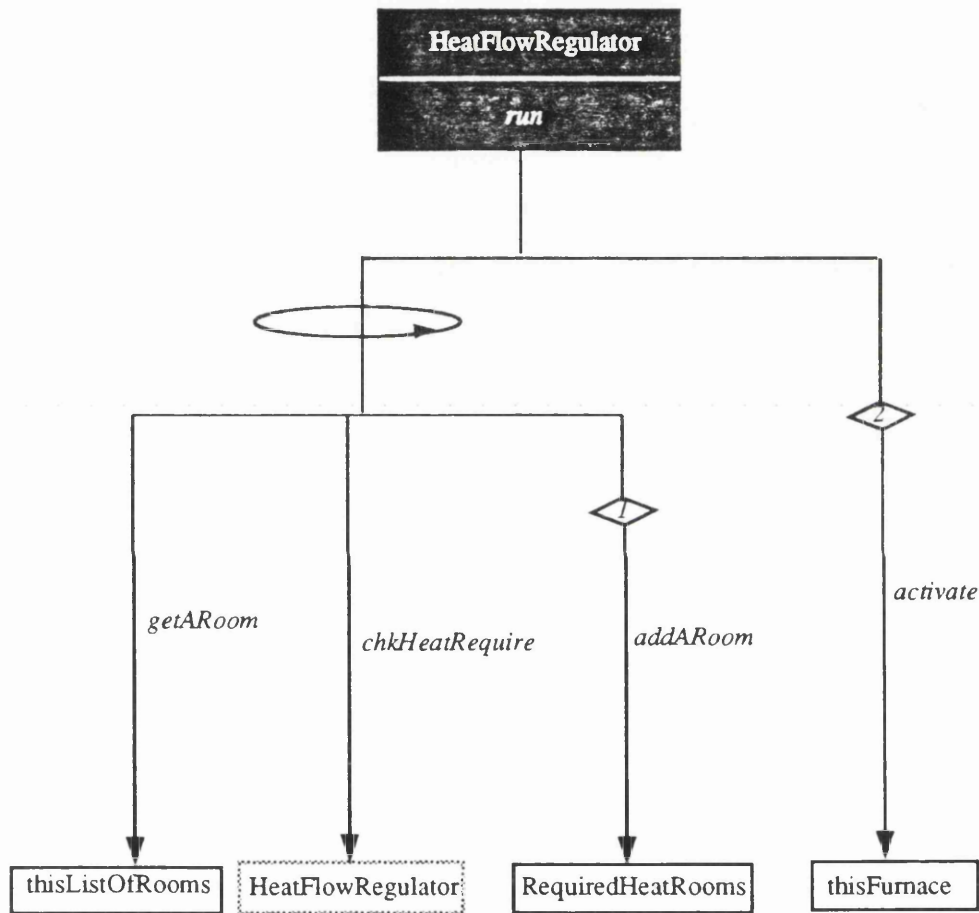 HeatFlowRegulator
run
2
1
activate
getARoom
chkHeatRequire
addARoom
thisListOfRooms
HeatFlowRegulator
RequiredHeatRooms
thisFurnace